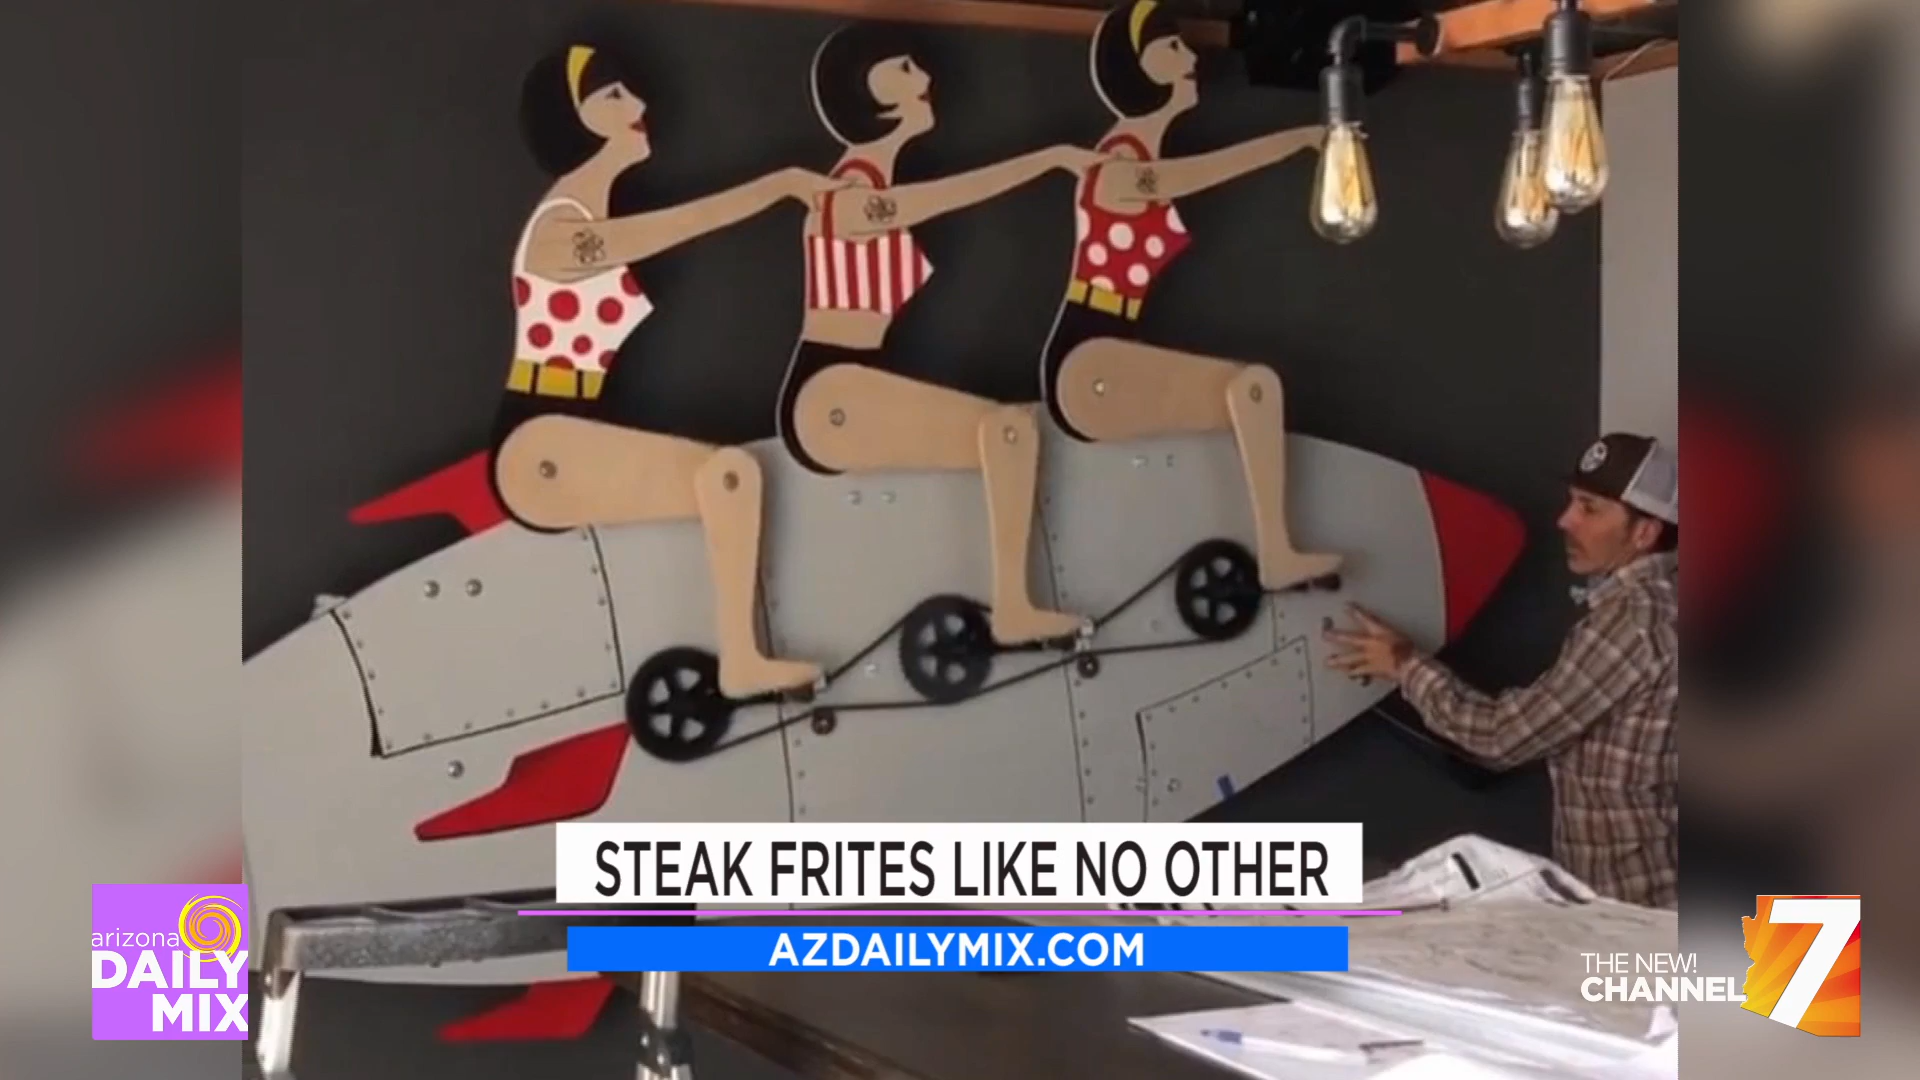 STEAK FRITES LIKE NO OTHER
AZDAILYMIX.COM
arizona
DAILY
MIX
THE NEW!
CHANNEL 7